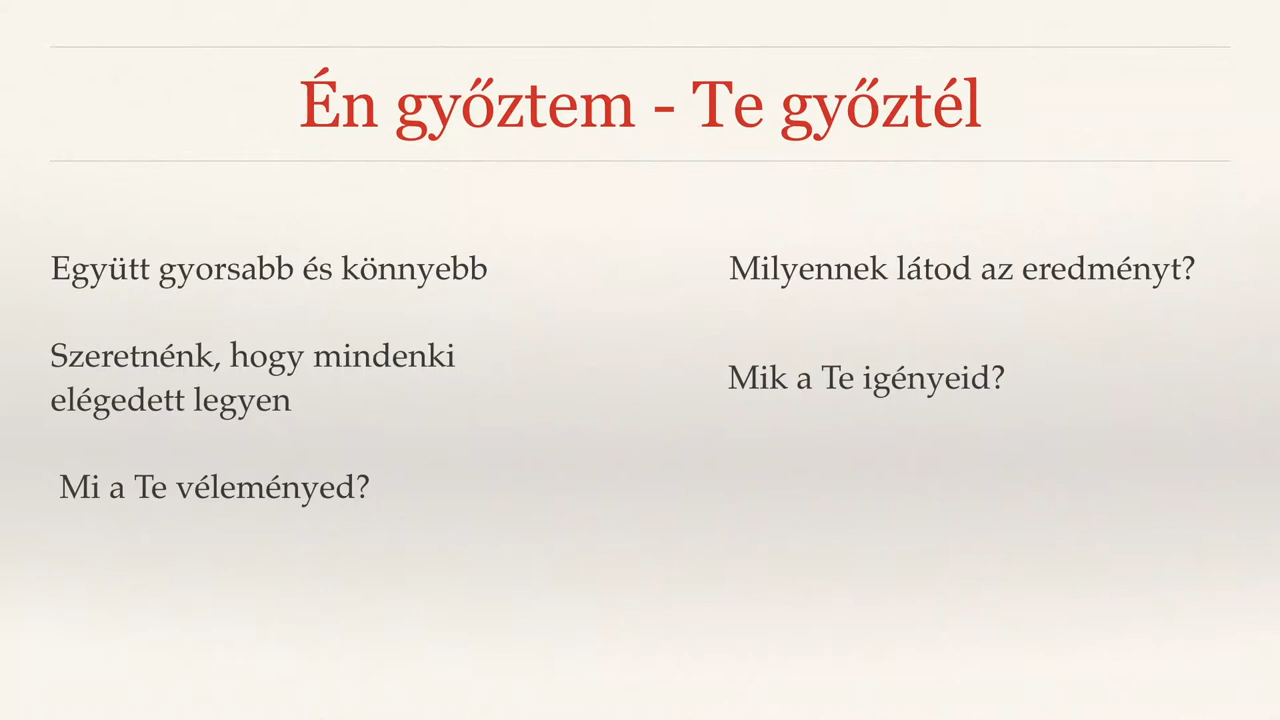 Én győztem - Te győztél
Együtt gyorsabb és könnyebb
Szeretnénk, hogy mindenki
elégedett legyen
Mi a Te véleményed?
Milyennek látod az eredményt?
Mik a Te igényeid?